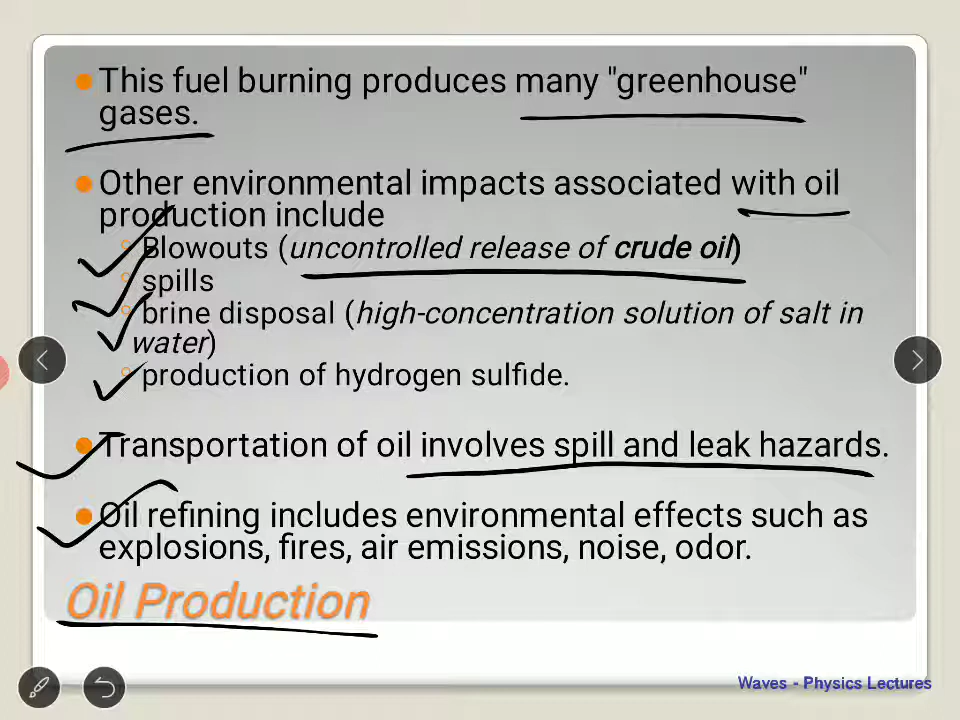 This fuel burning produces many "greenhouse"
gases.
Other environmental impacts associated with oil
production include
Blowouts (uncontrolled release of crude oil)
spills
brine disposal (high-concentration solution of salt in
water)
production of hydrogen sulfide.
Transportation of oil involves spill and leak hazards.
Oil refining includes environmental effects such as
explosions, fires, air emissions, noise, odor.
Oil Production
Waves - Physics Lectures